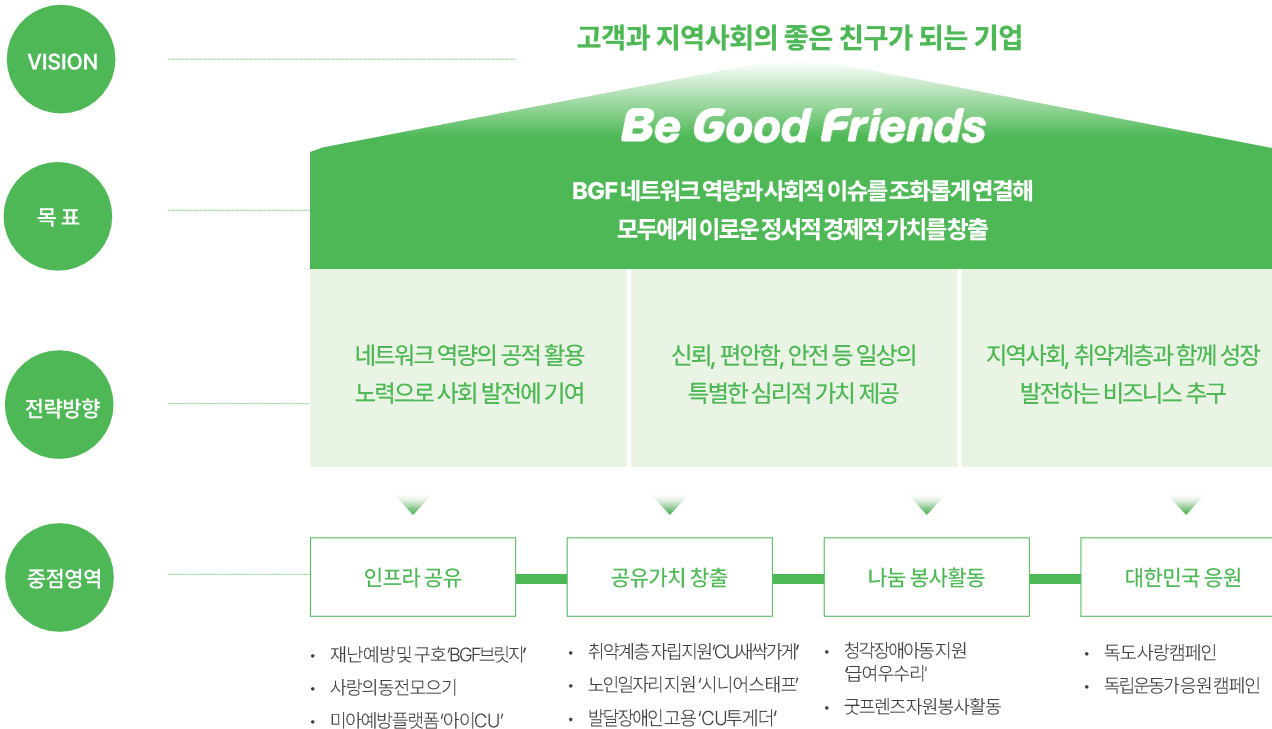 VISION
고객과 지역사회의 좋은 친구가 되는 기업
Be Good Friends
목 표
BGF 네트워크 역량과 사회적 이슈를 조화롭게 연결해
모두에게 이로운 정서적 경제적 가치를 창출
전략방향
네트워크 역량의 공적 활용
노력으로 사회 발전에 기여
신뢰, 편안함, 안전 등 일상의
특별한 심리적 가치 제공
지역사회, 취약계층과 함께 성장
발전하는 비즈니스 추구
중점영역
인프라 공유
• 재난예방 및 구호 'BGF브릿지'
• 사랑의 동전 모으기
• 미아예방 플랫폼 '아이CU'
공유가치 창출
• 취약계층 자립지원 'CU새싹가게'
• 노인일자리 지원 '시니어 스태프'
• 발달장애인 고용 'CU투게더'
나눔 봉사활동
• 청각장애아동 지원
'급여우수리'
• 굿프렌즈 자원봉사활동
대한민국 응원
• 독도 사랑캠페인
• 독립운동가 응원 캠페인